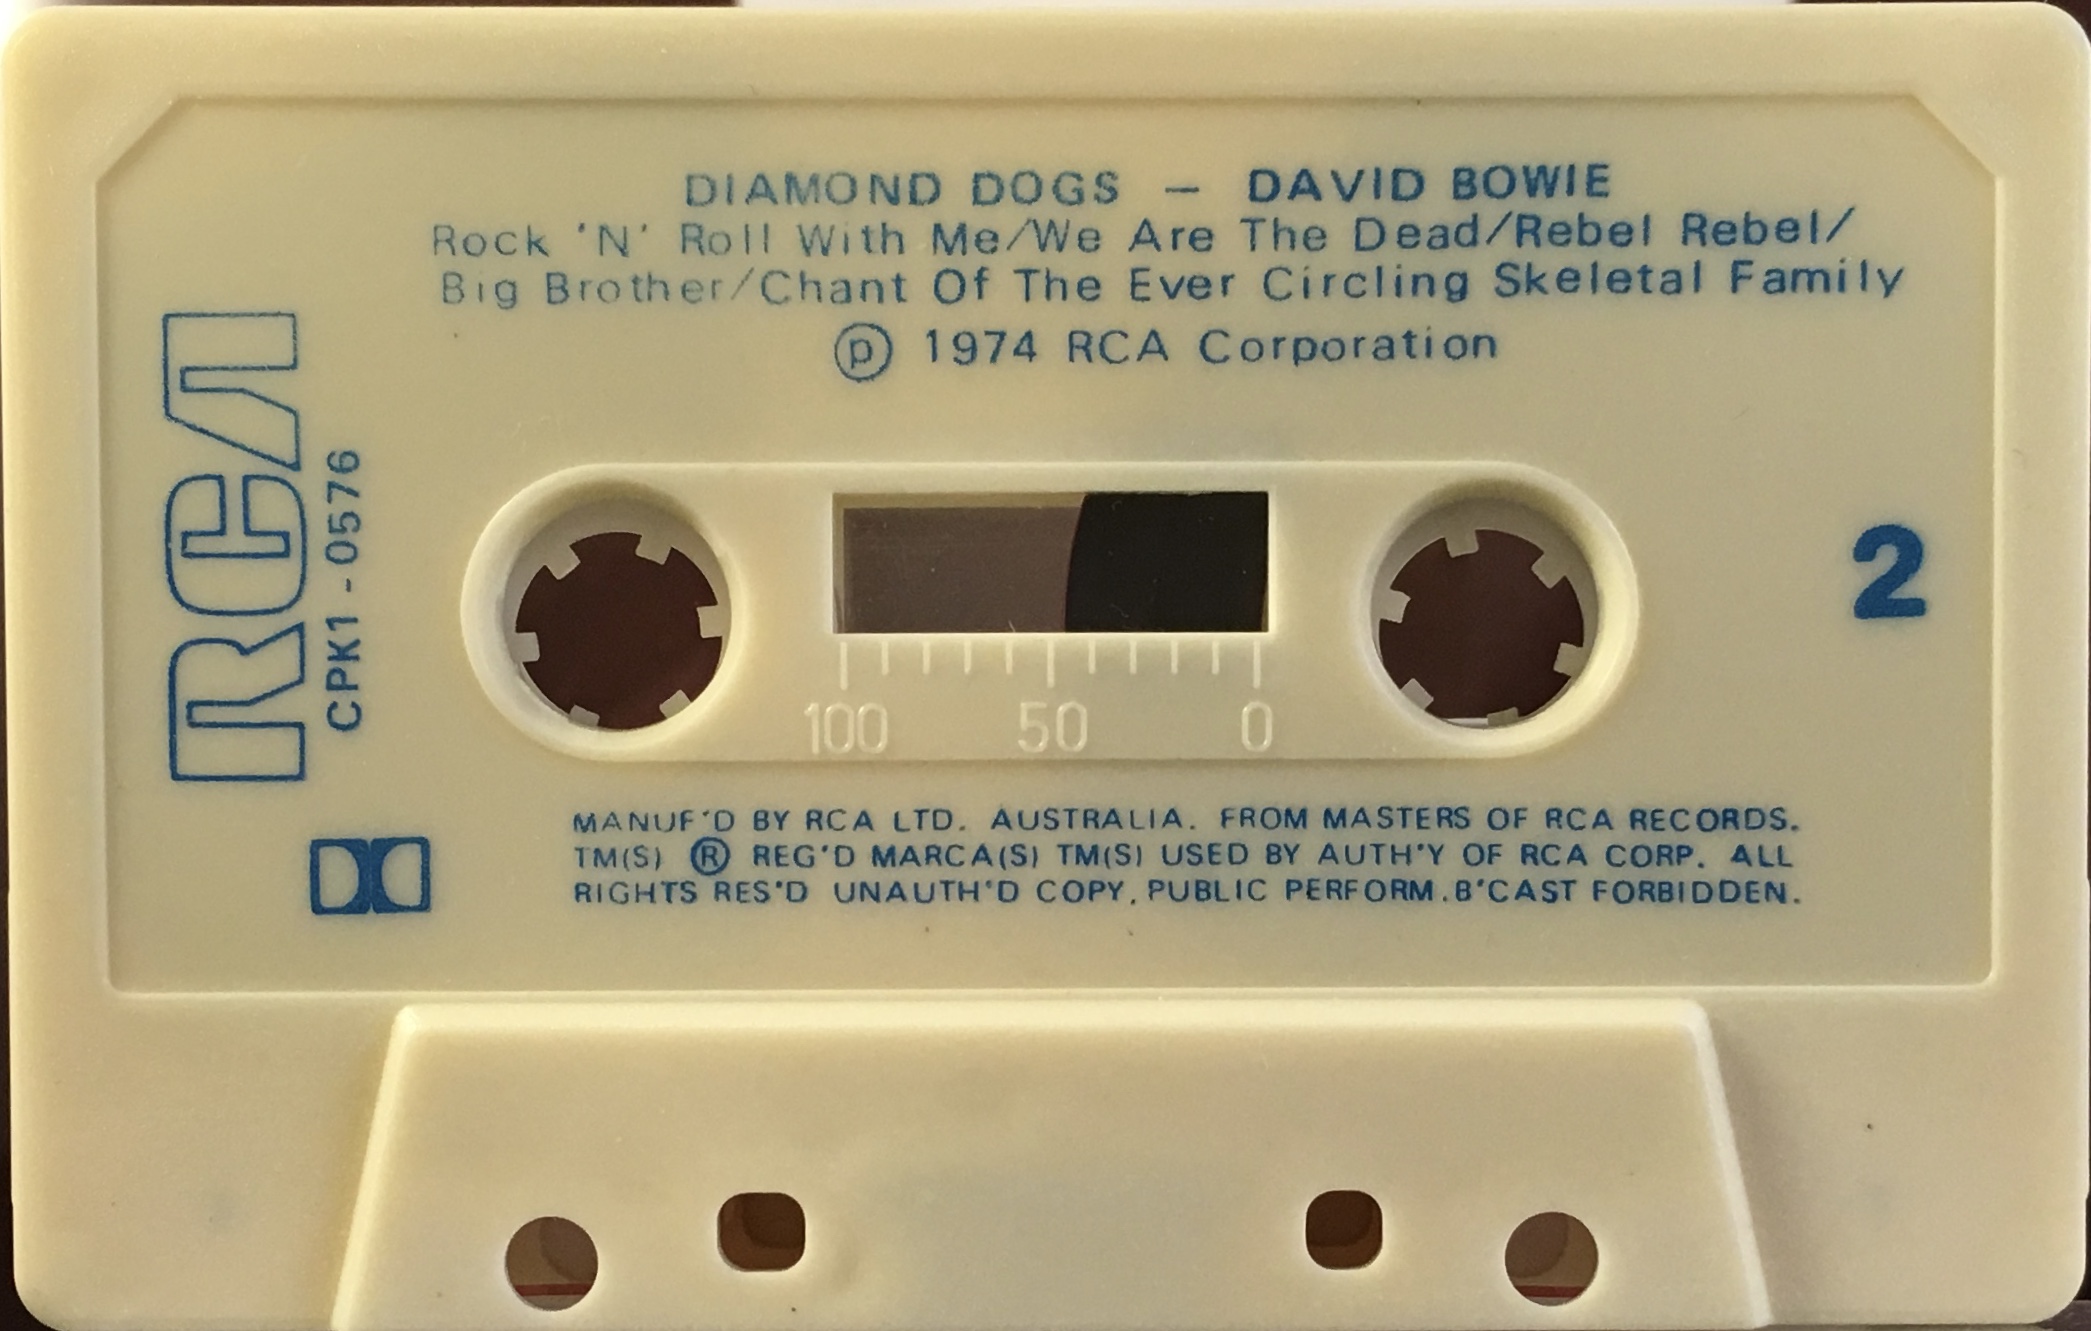 DIAMOND DOGS — DAVID BOWIE
Rock 'N' Roll With Me/We Are The Dead/Rebel Rebel/
Big Brother/Chant Of The Ever Circling Skeletal Family
℗ 1974 RCA Corporation
RCA
CPK1-0576
2
100 50 0
MANUF'D BY RCA LTD. AUSTRALIA. FROM MASTERS OF RCA RECORDS.
TM(S) ® REG'D MARCA(S) TM(S) USED BY AUTH'Y OF RCA CORP. ALL
RIGHTS RES'D UNAUTH'D COPY, PUBLIC PERFORM.B'CAST FORBIDDEN.